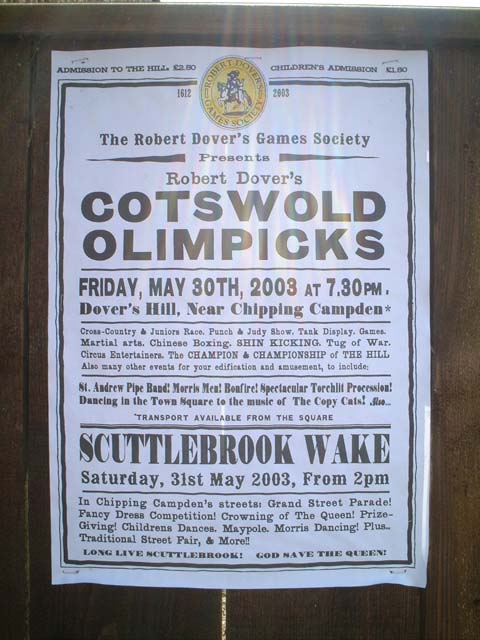 ADMISSION TO THE HILL £2.50
ROBERT DOVER'S GAMES SOCIETY
CHILDREN'S ADMISSION £1.50
1612 2003
The Robert Dover's Games Society
Presents
Robert Dover's
COTSWOLD
OLIMPICKS
FRIDAY, MAY 30TH, 2003 AT 7.30PM.
Dover's Hill, Near Chipping Campden*
Cross-Country & Juniors Race. Punch & Judy Show. Tank Display. Games.
Martial arts. Chinese Boxing. SHIN KICKING. Tug of War.
Circus Entertainers. The CHAMPION & CHAMPIONSHIP of THE HILL
Also many other events for your edification and amusement, to include:
St. Andrew Pipe Band! Morris Men! Bonfire! Spectacular Torchlit Procession!
Dancing in the Town Square to the music of The Copy Cats! Also...
*TRANSPORT AVAILABLE FROM THE SQUARE
SCUTTLEBROOK WAKE
Saturday, 31st May 2003, From 2pm
In Chipping Campden's streets: Grand Street Parade!
Fancy Dress Competition! Crowning of The Queen! Prize-
Giving! Childrens Dances. Maypole. Morris Dancing! Plus..
Traditional Street Fair, & More!!
LONG LIVE SCUTTLEBROOK! GOD SAVE THE QUEEN!